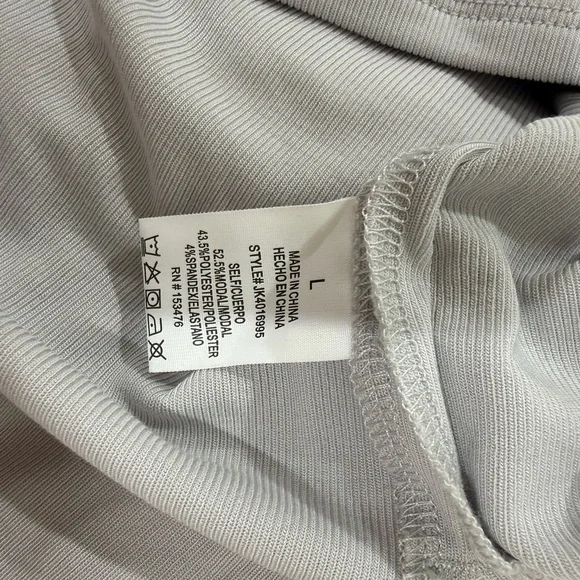 L
MADE IN CHINA
HECHO EN CHINA
STYLE# JK4016995
SELF/CUERPO
52.5%MODAL/MODAL
43.5%POLYESTER/POLIESTER
4%SPANDEX/ELASTANO
RN # 153476